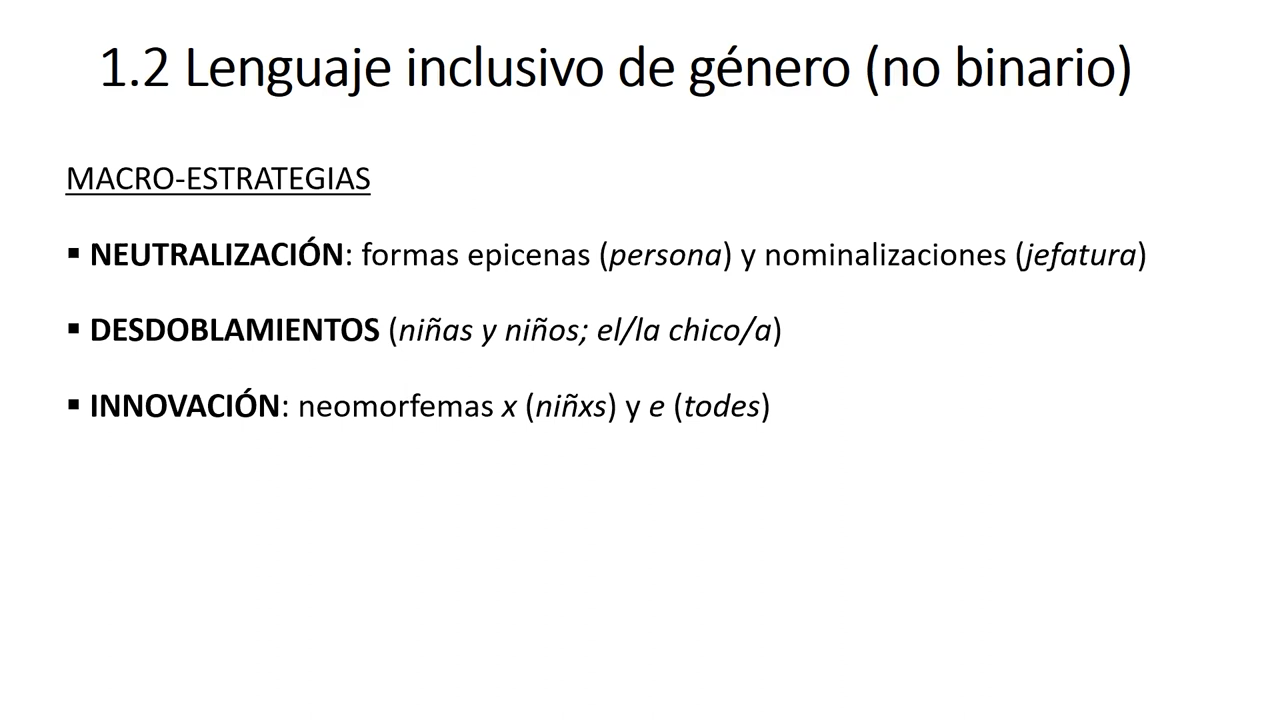 1.2 Lenguaje inclusivo de género (no binario)
MACRO-ESTRATEGIAS
▪ NEUTRALIZACIÓN: formas epicenas (persona) y nominalizaciones (jefatura)
▪ DESDOBLAMIENTOS (niñas y niños; el/la chico/a)
▪ INNOVACIÓN: neomorfemas x (niñxs) y e (todes)